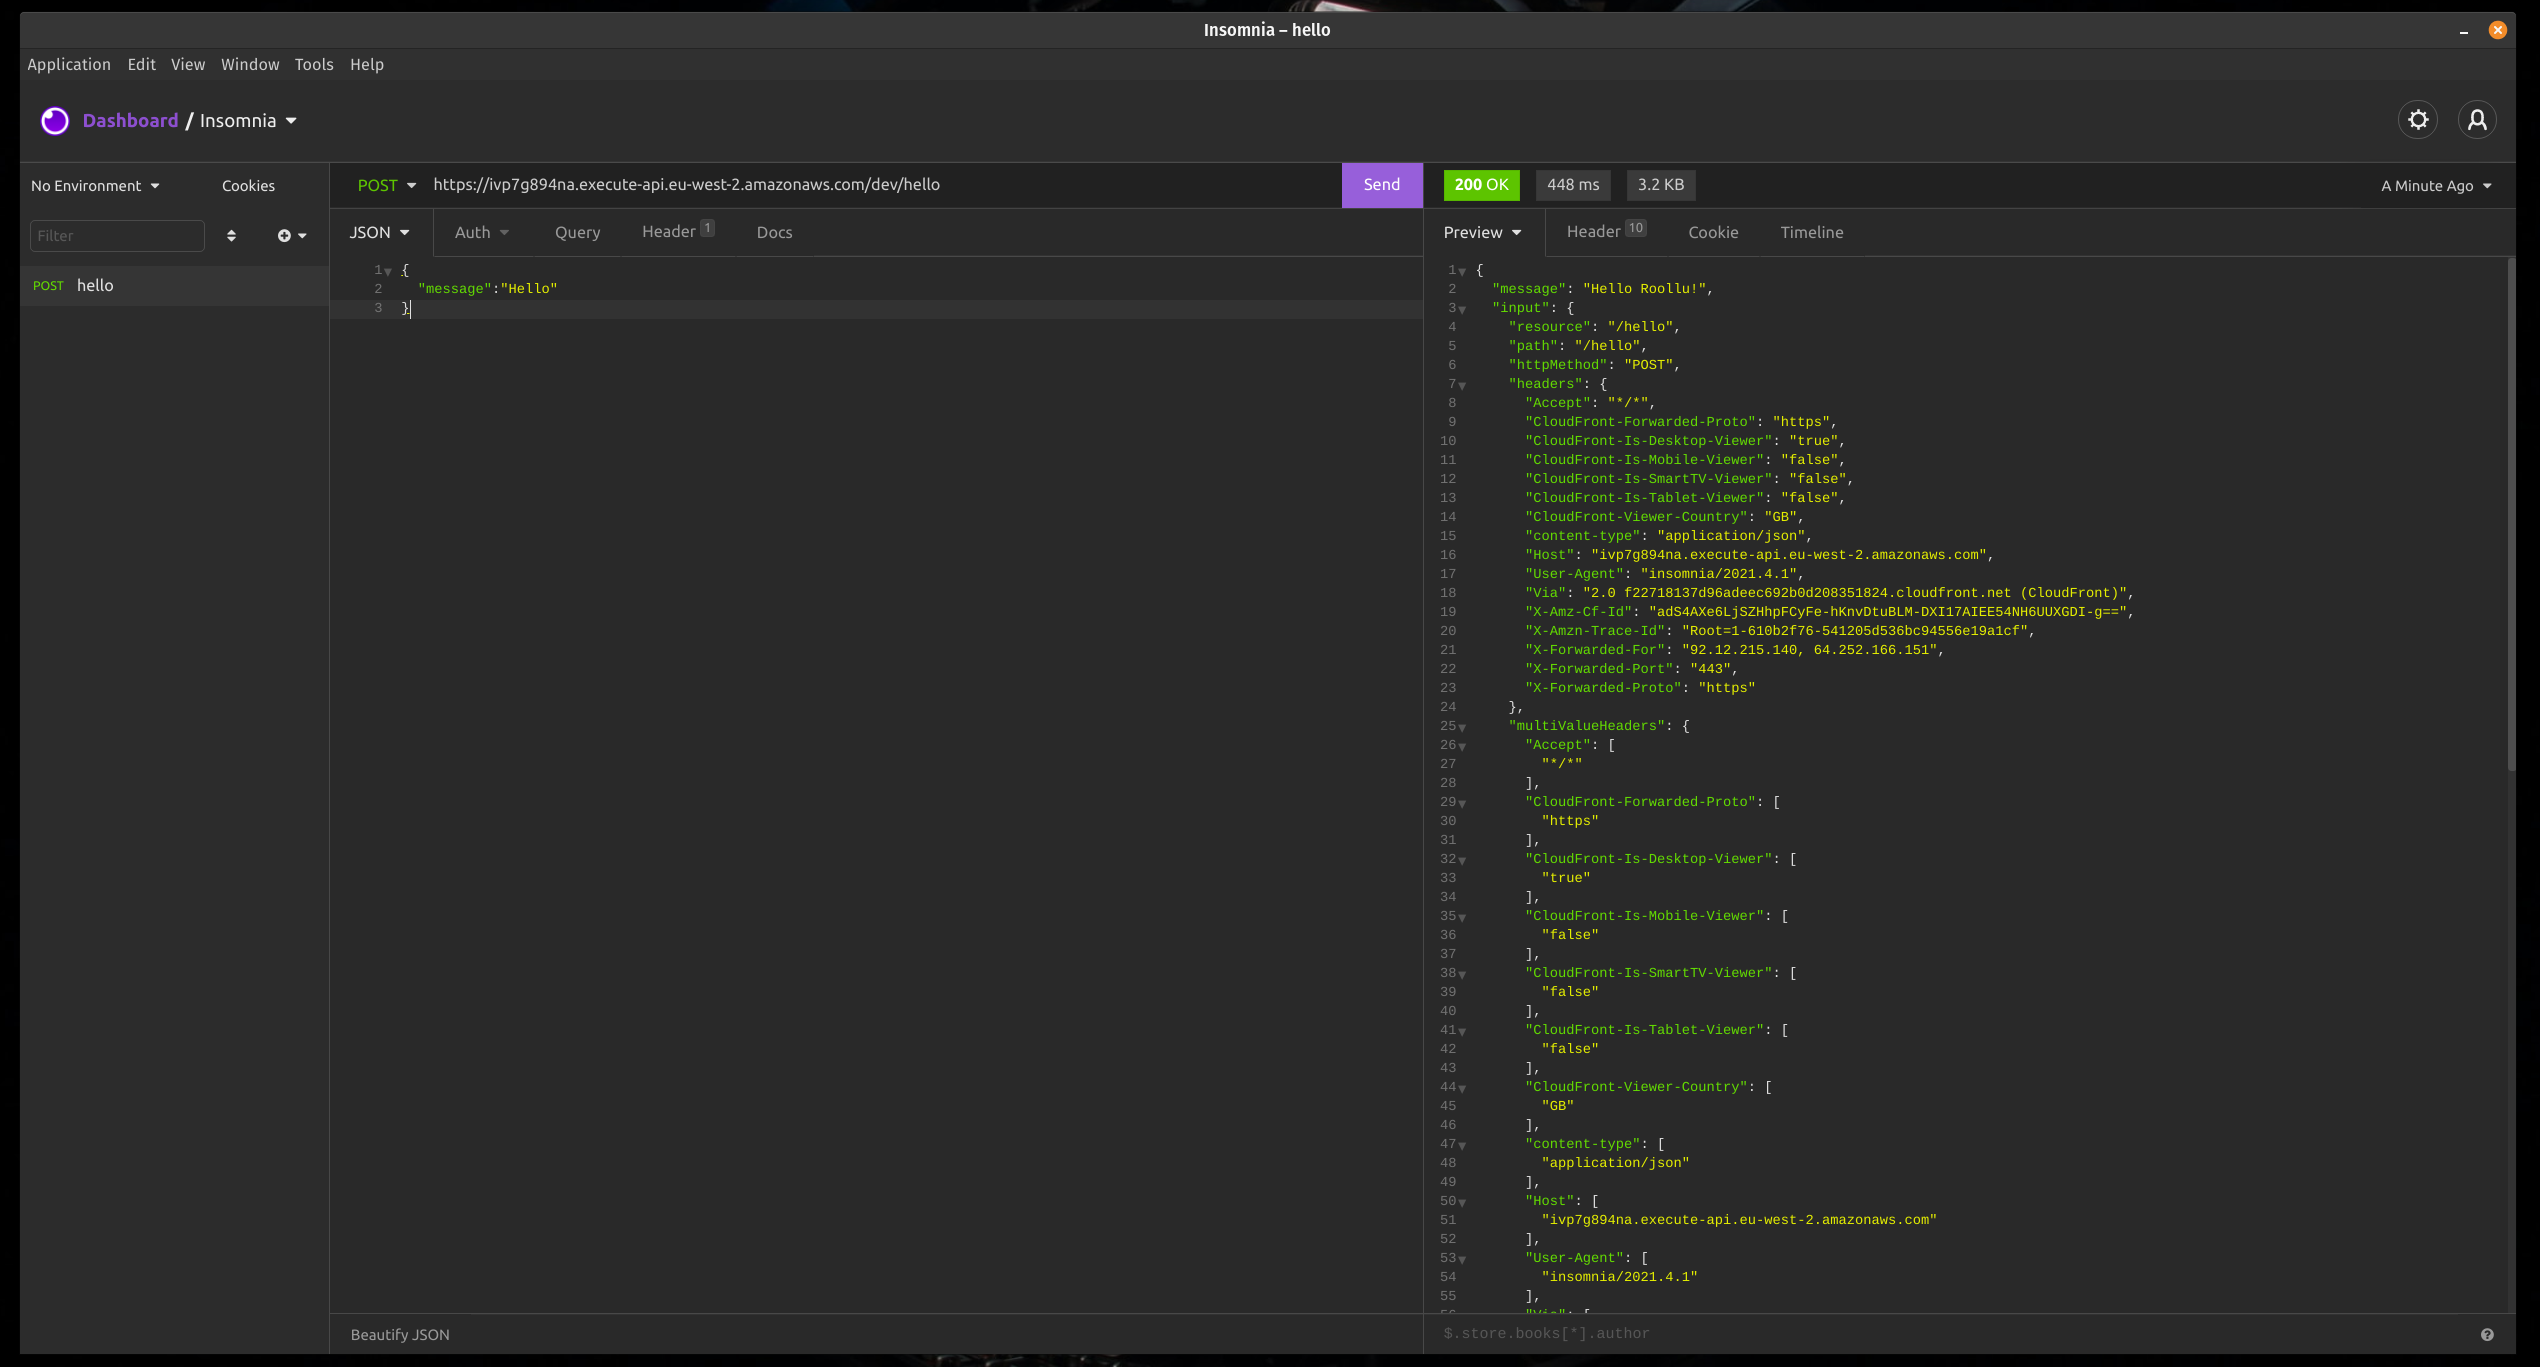 Insomnia – hello
Application Edit View Window Tools Help
Dashboard / Insomnia
No Environment Cookies
POST https://ivp7g894na.execute-api.eu-west-2.amazonaws.com/dev/hello Send
200 OK 448 ms 3.2 KB A Minute Ago
Filter
POST hello
JSON Auth Query Header 1 Docs
1 {
2 "message":"Hello"
3 }
Beautify JSON
Preview Header 10 Cookie Timeline
1 {
2 "message": "Hello Roollu!",
3 "input": {
4 "resource": "/hello",
5 "path": "/hello",
6 "httpMethod": "POST",
7 "headers": {
8 "Accept": "*/*",
9 "CloudFront-Forwarded-Proto": "https",
10 "CloudFront-Is-Desktop-Viewer": "true",
11 "CloudFront-Is-Mobile-Viewer": "false",
12 "CloudFront-Is-SmartTV-Viewer": "false",
13 "CloudFront-Is-Tablet-Viewer": "false",
14 "CloudFront-Viewer-Country": "GB",
15 "content-type": "application/json",
16 "Host": "ivp7g894na.execute-api.eu-west-2.amazonaws.com",
17 "User-Agent": "insomnia/2021.4.1",
18 "Via": "2.0 f22718137d96adeec692b0d208351824.cloudfront.net (CloudFront)",
19 "X-Amz-Cf-Id": "adS4AXe6LjSZHhpFCyFe-hKnvDtuBLM-DXI17AIEE54NH6UUXGDI-g==",
20 "X-Amzn-Trace-Id": "Root=1-610b2f76-541205d536bc94556e19a1cf",
21 "X-Forwarded-For": "92.12.215.140, 64.252.166.151",
22 "X-Forwarded-Port": "443",
23 "X-Forwarded-Proto": "https"
24 },
25 "multiValueHeaders": {
26 "Accept": [
27 "*/*"
28 ],
29 "CloudFront-Forwarded-Proto": [
30 "https"
31 ],
32 "CloudFront-Is-Desktop-Viewer": [
33 "true"
34 ],
35 "CloudFront-Is-Mobile-Viewer": [
36 "false"
37 ],
38 "CloudFront-Is-SmartTV-Viewer": [
39 "false"
40 ],
41 "CloudFront-Is-Tablet-Viewer": [
42 "false"
43 ],
44 "CloudFront-Viewer-Country": [
45 "GB"
46 ],
47 "content-type": [
48 "application/json"
49 ],
50 "Host": [
51 "ivp7g894na.execute-api.eu-west-2.amazonaws.com"
52 ],
53 "User-Agent": [
54 "insomnia/2021.4.1"
55 ],
56 "Via": [
$.store.books[*].author